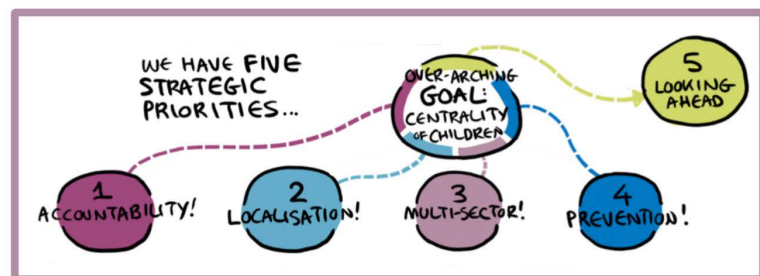 WE HAVE FIVE
STRATEGIC
PRIORITIES...
OVER-ARCHING
GOAL:
CENTRALITY
OF CHILDREN
1
ACCOUNTABILITY!
2
LOCALISATION!
3
MULTI-SECTOR!
4
PREVENTION!
5
LOOKING
AHEAD